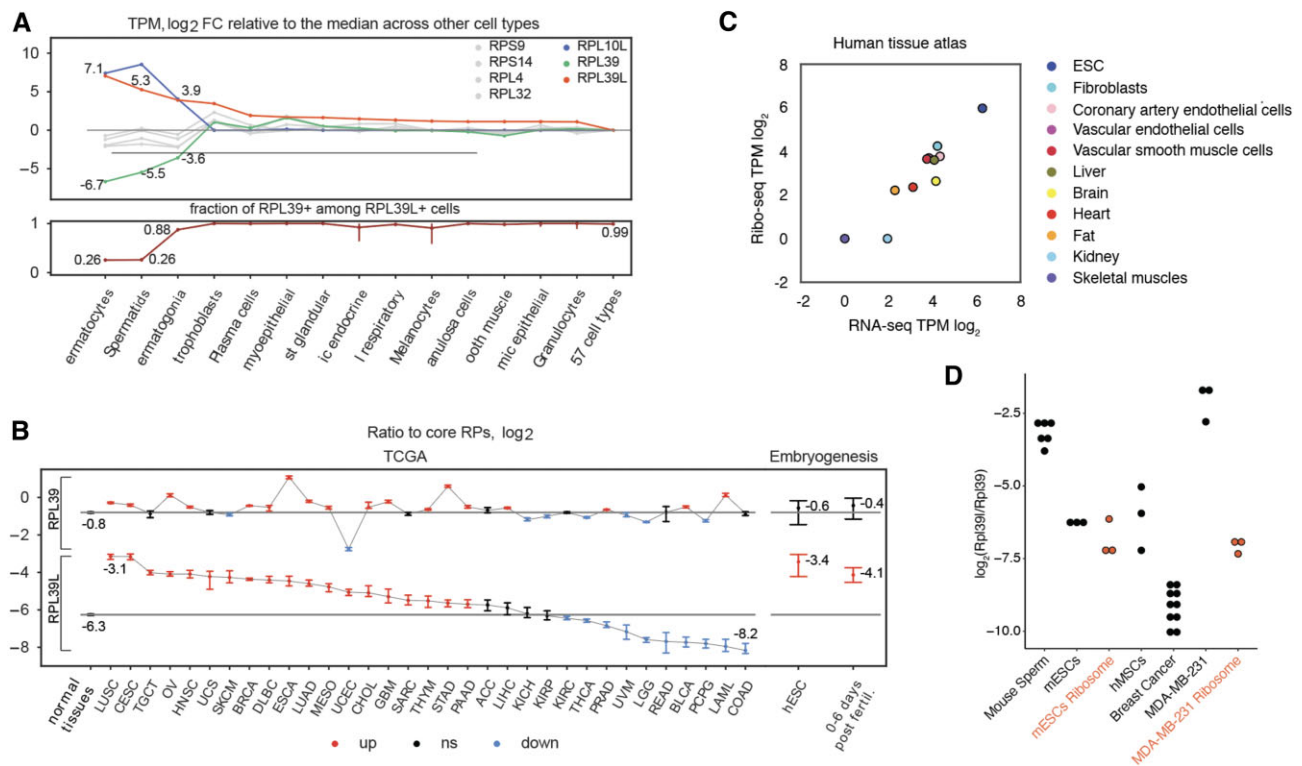 A
TPM, log2 FC relative to the median across other cell types
10
5
0
-5
7.1
5.3
3.9
-3.6
-5.5
-6.7
RPS9
RPS14
RPL4
RPL32
RPL10L
RPL39
RPL39L
fraction of RPL39+ among RPL39L+ cells
1
0
0.26
0.26
0.88
0.99
ermatocytes
Spermatids
ermatogonia
trophoblasts
Plasma cells
myoepithelial
st glandular
ic endocrine
l respiratory
Melanocytes
anulosa cells
ooth muscle
mic epithelial
Granulocytes
57 cell types
C
Human tissue atlas
Ribo-seq TPM log2
8
6
4
2
0
-2
-2 0 2 4 6 8
RNA-seq TPM log2
ESC
Fibroblasts
Coronary artery endothelial cells
Vascular endothelial cells
Vascular smooth muscle cells
Liver
Brain
Heart
Fat
Kidney
Skeletal muscles
B
Ratio to core RPs, log2
TCGA
Embryogenesis
0
-2
-4
-6
-8
RPL39
RPL39L
-0.8
-3.1
-6.3
-8.2
-0.6
-0.4
-3.4
-4.1
normal
tissues
LUSC
CESC
TGCT
OV
HNSC
UCS
SKCM
BRCA
DLBC
ESCA
LUAD
MESO
UCEC
CHOL
GBM
SARC
THYM
STAD
PAAD
ACC
LIHC
KICH
KIRP
KIRC
THCA
PRAD
UVM
LGG
READ
BLCA
PCPG
LAML
COAD
hESC
0-6 days
post fertil.
up
ns
down
D
log2(Rpl39l/Rpl39)
−2.5
−5.0
−7.5
−10.0
Mouse Sperm
mESCs
mESCs Ribosome
hMSCs
Breast Cancer
MDA-MB-231
MDA-MB-231 Ribosome